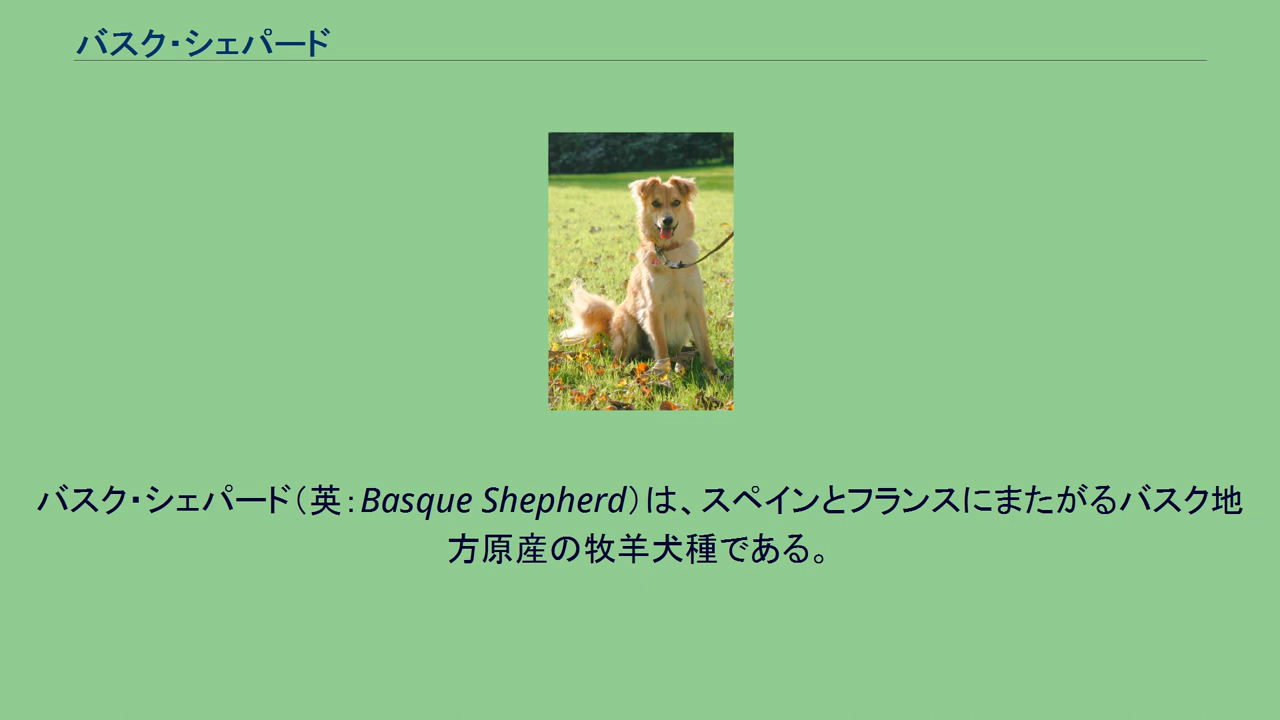 バスク・シェパード
バスク・シェパード（英：Basque Shepherd）は、スペインとフランスにまたがるバスク地
方原産の牧羊犬種である。